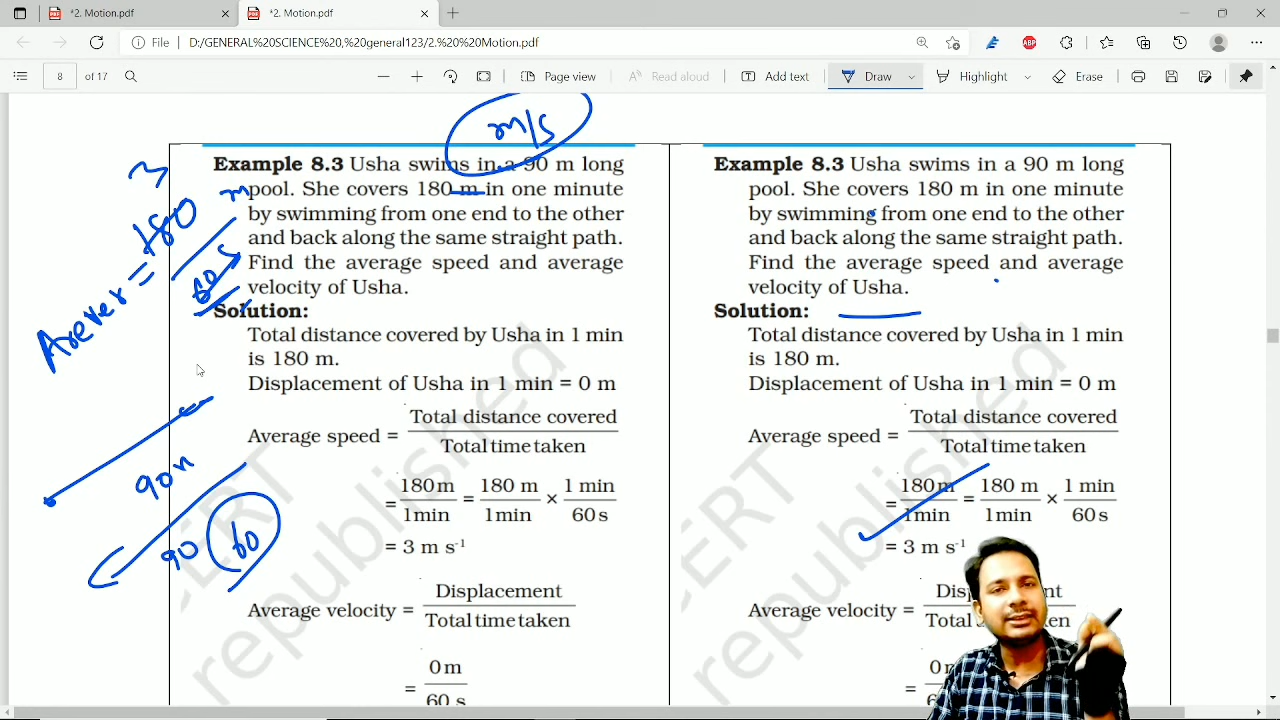 *2. Motion.pdf
*2. Motion.pdf
File
D:/GENERAL%20SCIENCE%20,%20general123/2.%20%20Motion.pdf
ABP
8 of 17
Page view
Read aloud
Add text
Draw
Highlight
Erase
m/s
Example 8.3 Usha swims in a 90 m long
pool. She covers 180 m in one minute
by swimming from one end to the other
and back along the same straight path.
Find the average speed and average
velocity of Usha.
Solution:
Total distance covered by Usha in 1 min
is 180 m.
Displacement of Usha in 1 min = 0 m
Average speed = Total distance covered
Total time taken
= 180 m / 1 min = 180 m / 1 min × 1 min / 60 s
= 3 m s-1
Average velocity = Displacement
Total time taken
= 0 m
60 s
3
180 m
60 s
90
90
60
Example 8.3 Usha swims in a 90 m long
pool. She covers 180 m in one minute
by swimming from one end to the other
and back along the same straight path.
Find the average speed and average
velocity of Usha.
Solution:
Total distance covered by Usha in 1 min
is 180 m.
Displacement of Usha in 1 min = 0 m
Average speed = Total distance covered
Total time taken
= 180 m / 1 min = 180 m / 1 min × 1 min / 60 s
= 3 m s-1
Average velocity =
republished
republished